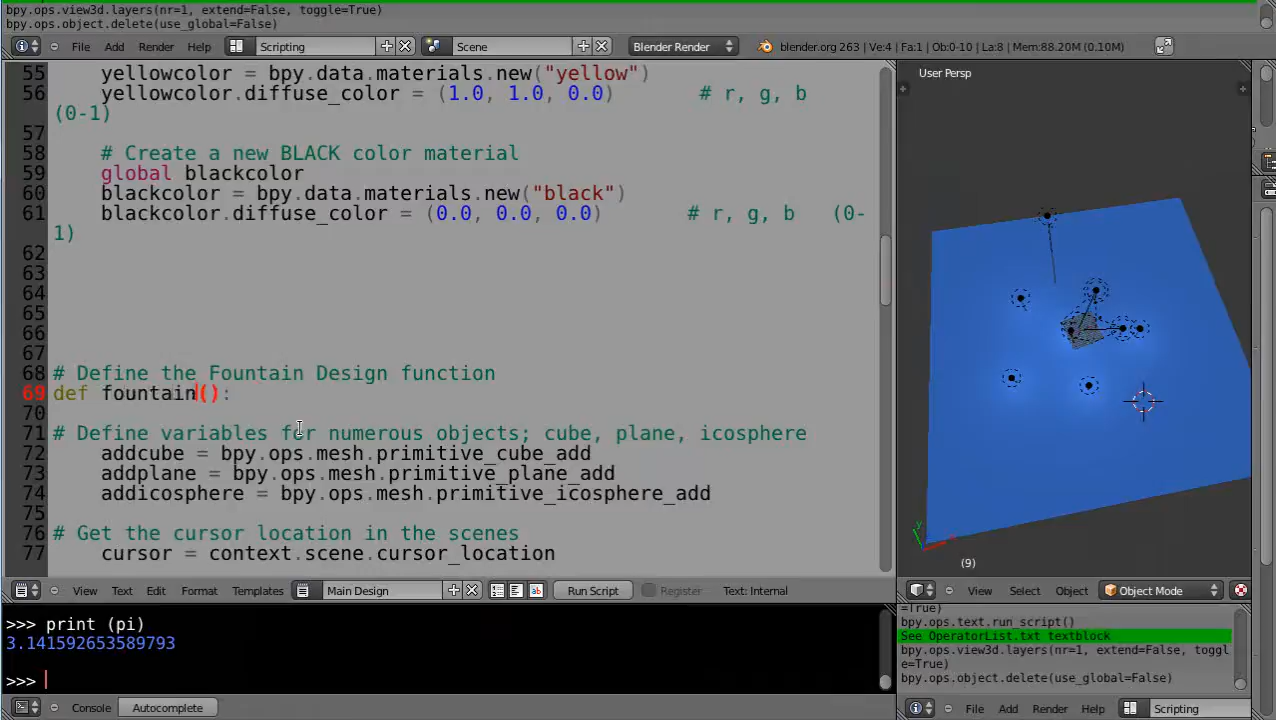 bpy.ops.view3d.layers(nr=1, extend=False, toggle=True)
bpy.ops.object.delete(use_global=False)
File Add Render Help Scripting Scene Blender Render blender.org 263 | Ve:4 | Fa:1 | Ob:0-10 | La:8 | Mem:88.20M (0.10M)
55 yellowcolor = bpy.data.materials.new("yellow")
56 yellowcolor.diffuse_color = (1.0, 1.0, 0.0) # r, g, b
(0-1)
57
58 # Create a new BLACK color material
59 global blackcolor
60 blackcolor = bpy.data.materials.new("black")
61 blackcolor.diffuse_color = (0.0, 0.0, 0.0) # r, g, b (0-
1)
62
63
64
65
66
67
68 # Define the Fountain Design function
69 def fountain():
70
71 # Define variables for numerous objects; cube, plane, icosphere
72 addcube = bpy.ops.mesh.primitive_cube_add
73 addplane = bpy.ops.mesh.primitive_plane_add
74 addicosphere = bpy.ops.mesh.primitive_icosphere_add
75
76 # Get the cursor location in the scenes
77 cursor = context.scene.cursor_location
View Text Edit Format Templates Main Design Run Script Register Text: Internal
>>> print (pi)
3.141592653589793
>>>
Console Autocomplete
User Persp
y
(9)
View Select Object Object Mode
=True)
bpy.ops.text.run_script()
See OperatorList.txt textblock
bpy.ops.view3d.layers(nr=1, extend=False, toggl
e=True)
bpy.ops.object.delete(use_global=False)
File Add Render Help Scripting